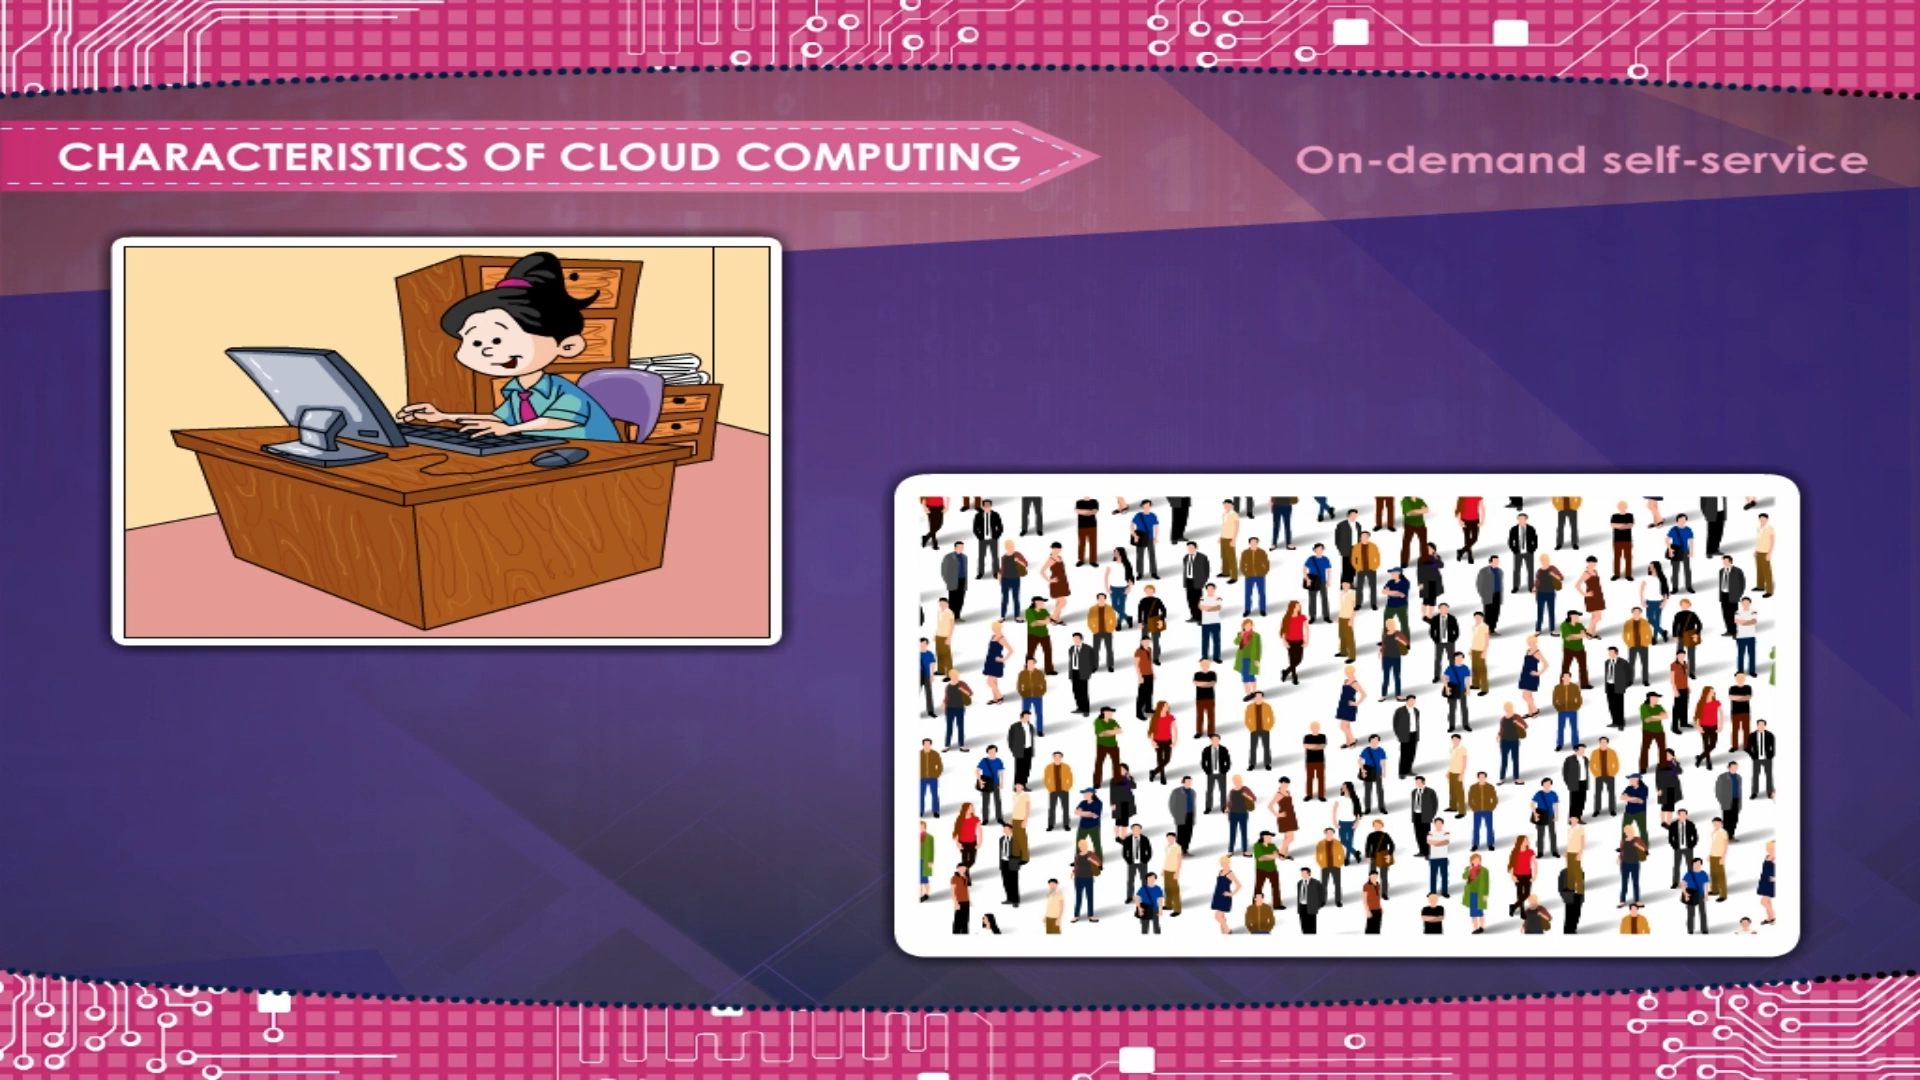 CHARACTERISTICS OF CLOUD COMPUTING
On-demand self-service